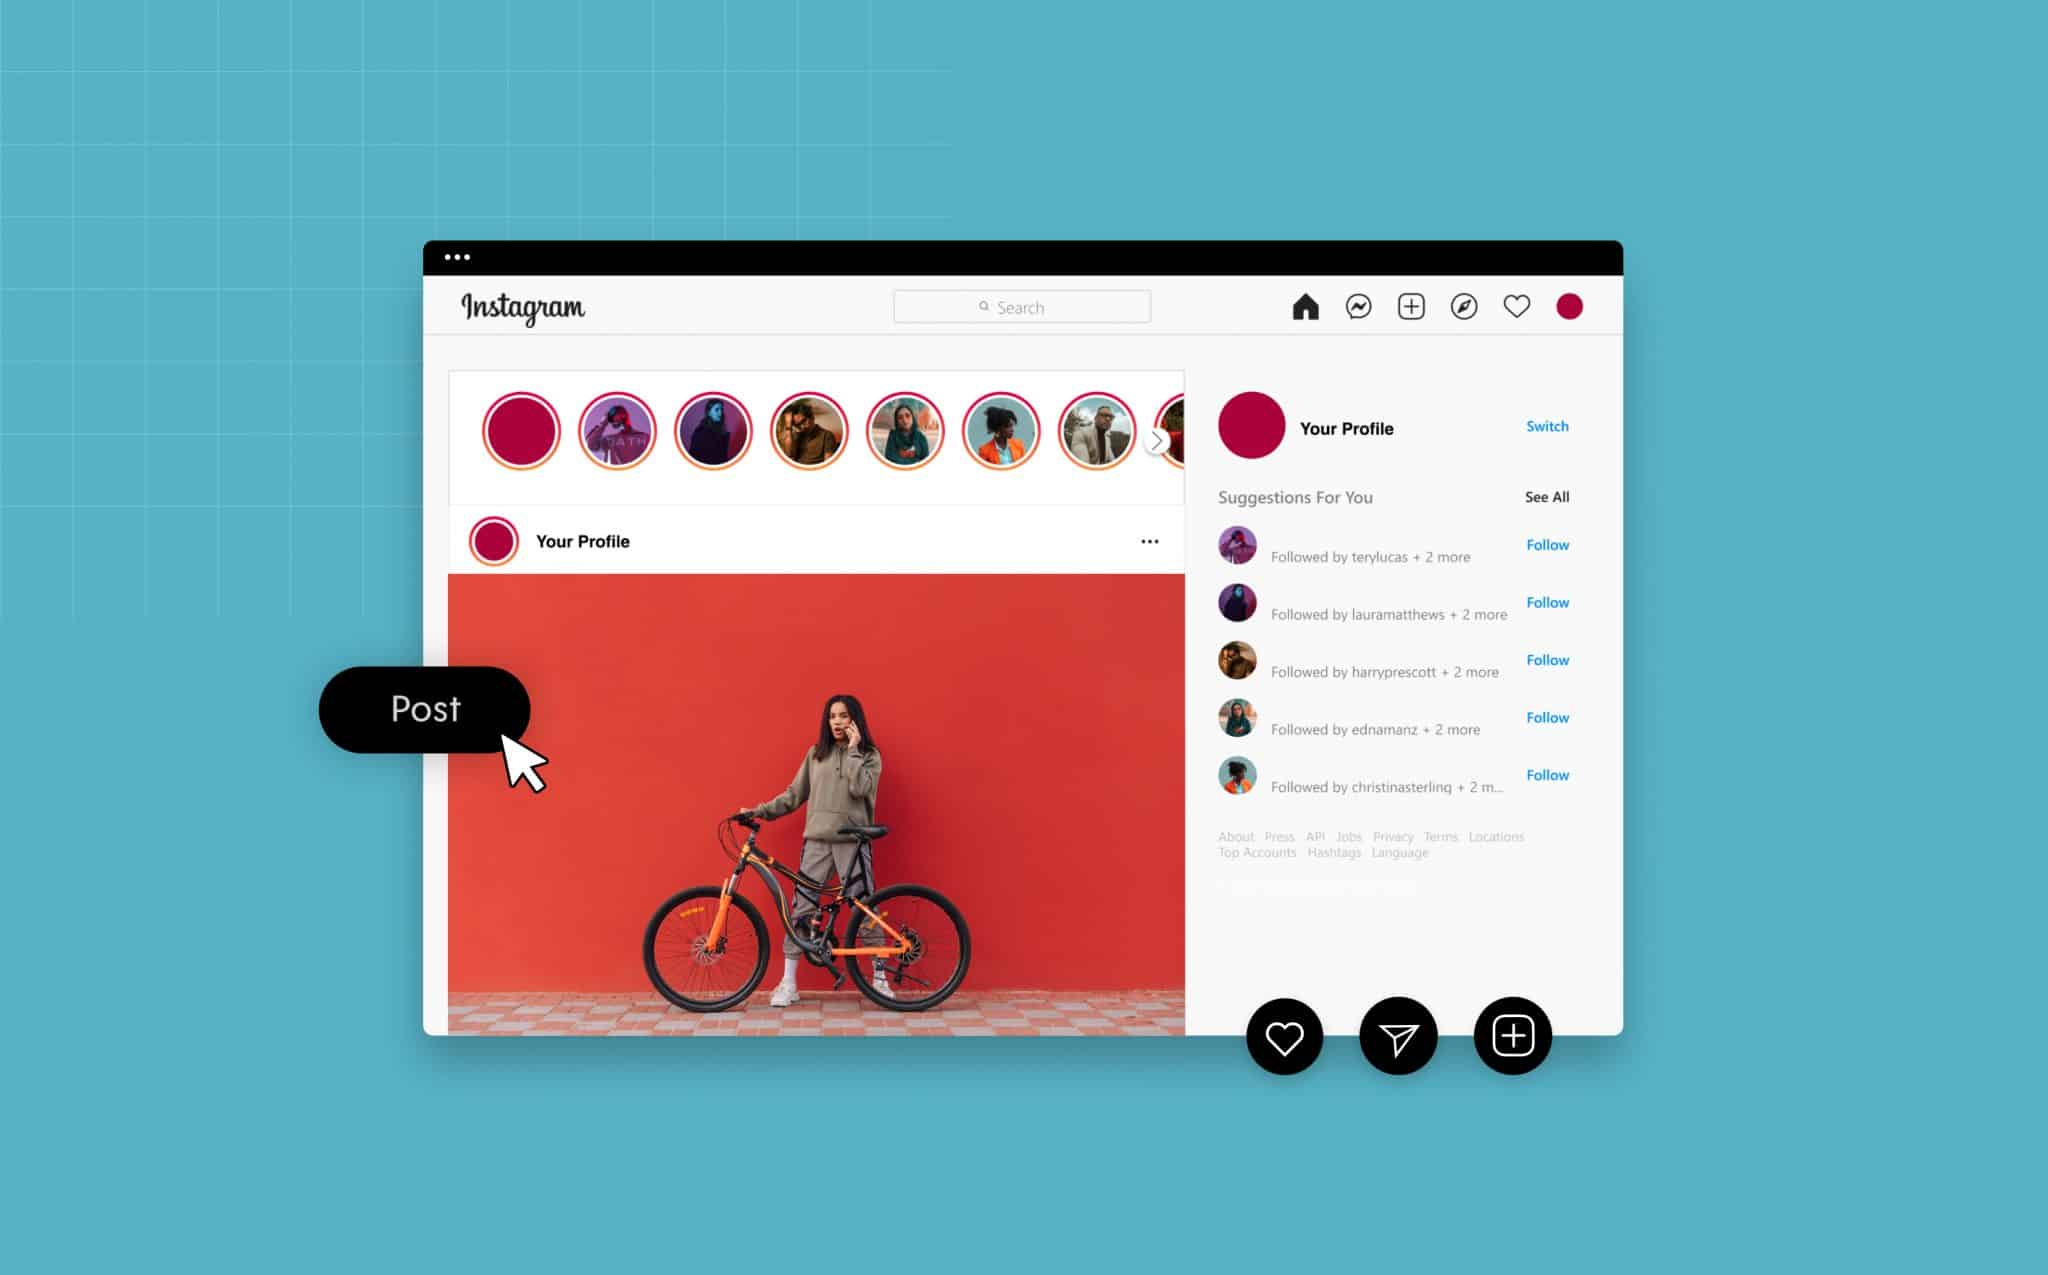 Instagram
Search
Your Profile
Switch
Suggestions For You
See All
Your Profile
Followed by terylucas + 2 more
Follow
Followed by lauramatthews + 2 more
Follow
Followed by harryprescott + 2 more
Follow
Followed by ednamanz + 2 more
Follow
Followed by christinasterling + 2 m...
Follow
Post
About Press API Jobs Privacy Terms Locations
Top Accounts Hashtags Language